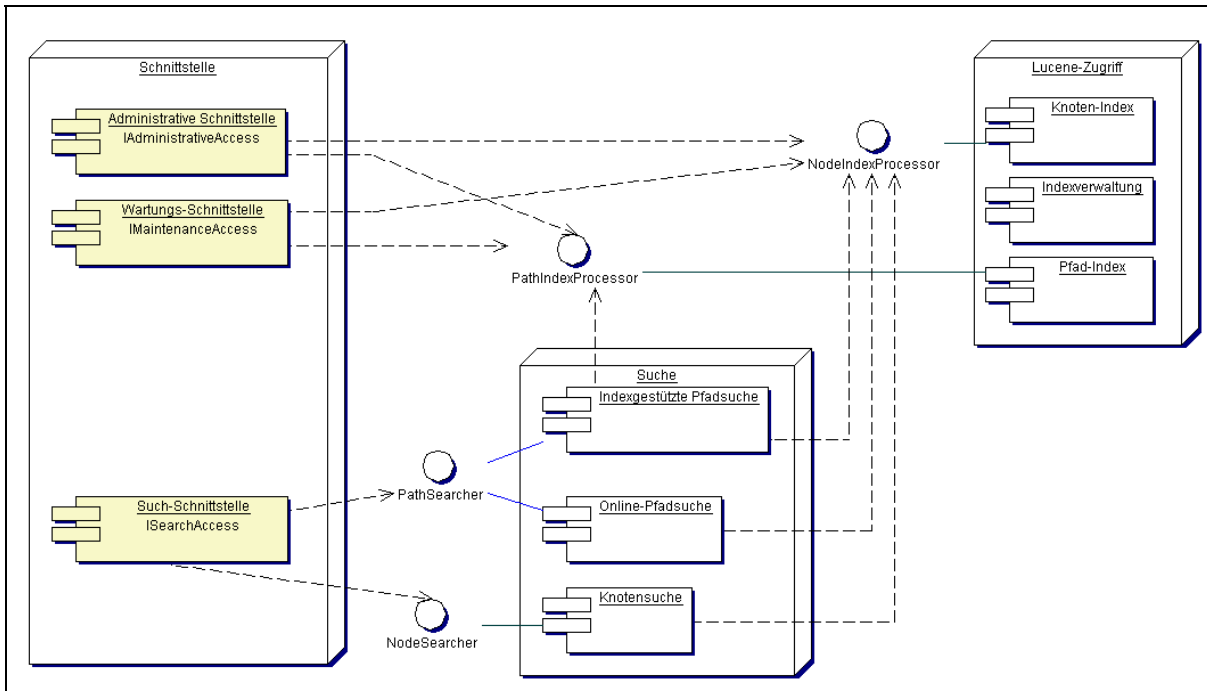 Schnittstelle
Administrative Schnittstelle
IAdministrativeAccess
Wartungs-Schnittstelle
IMaintenanceAccess
Such-Schnittstelle
ISearchAccess
NodeIndexProcessor
PathIndexProcessor
PathSearcher
NodeSearcher
Suche
Indexgestützte Pfadsuche
Online-Pfadsuche
Knotensuche
Lucene-Zugriff
Knoten-Index
Indexverwaltung
Pfad-Index